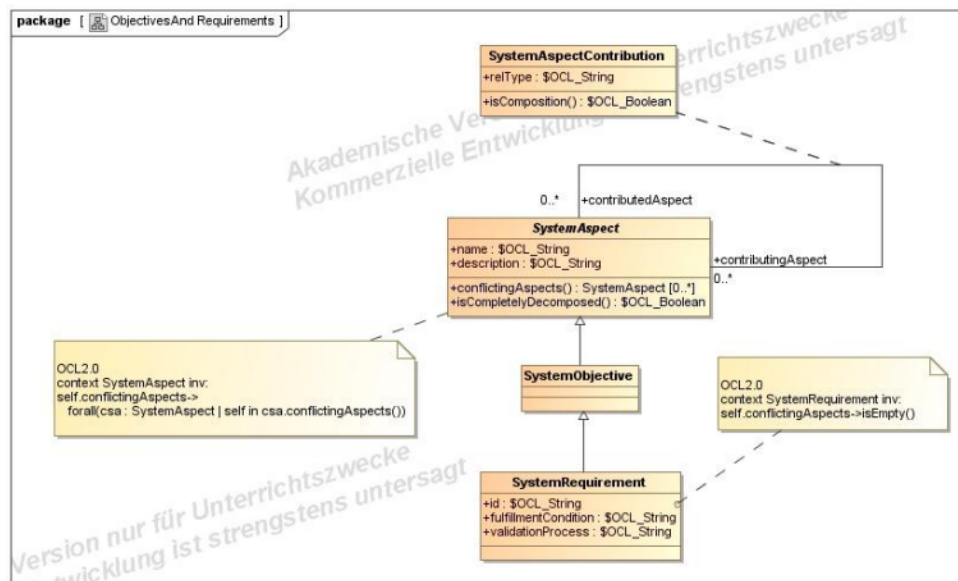 package [ ObjectivesAnd Requirements ]
SystemAspectContribution
+relType : $OCL_String
+isComposition() : $OCL_Boolean
Akademische Ver
rrichtszwecke
Kommerzielle Entwicklung
strengstens untersagt
0..*
+contributedAspect
SystemAspect
+name : $OCL_String
+description : $OCL_String
+conflictingAspects() : SystemAspect [0..*]
+isCompletelyDecomposed() : $OCL_Boolean
+contributingAspect
0..*
OCL2.0
context SystemAspect inv:
self.conflictingAspects->
forall(csa : SystemAspect | self in csa.conflictingAspects())
SystemObjective
OCL2.0
context SystemRequirement inv:
self.conflictingAspects->isEmpty()
SystemRequirement
+id : $OCL_String
+fulfillmentCondition : $OCL_String
+validationProcess : $OCL_String
Version nur für Unterrichtszwecke
twicklung ist strengstens untersagt